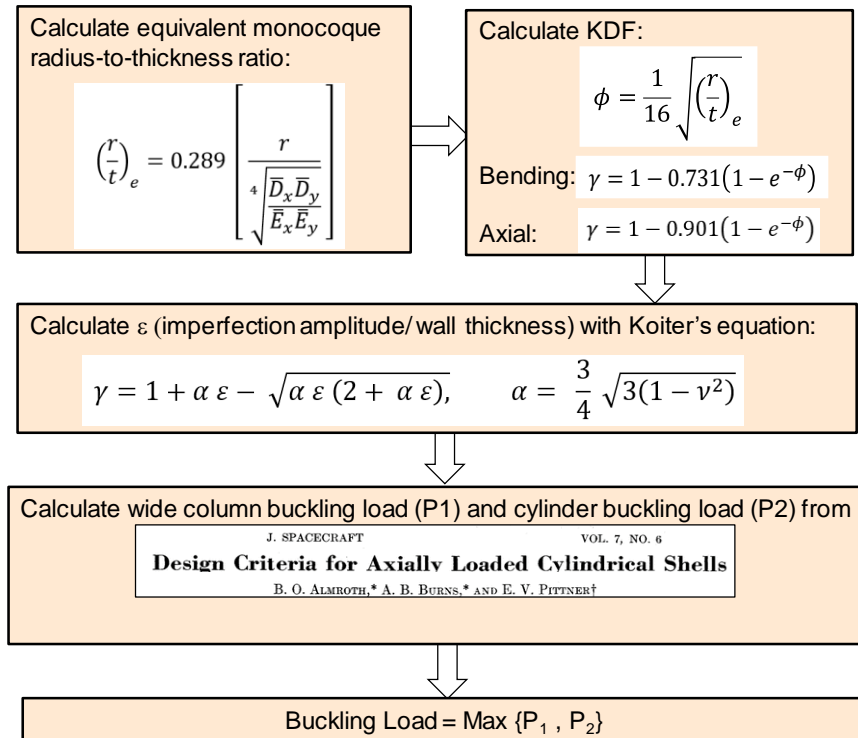 Calculate equivalent monocoque
radius-to-thickness ratio:
(r/t)_e = 0.289 [ r / ∜(D̅_x D̅_y / E̅_x E̅_y) ]
Calculate KDF:
ϕ = 1/16 √(r/t)_e
Bending: γ = 1 − 0.731(1 − e^{−ϕ})
Axial: γ = 1 − 0.901(1 − e^{−ϕ})
Calculate ε (imperfection amplitude/ wall thickness) with Koiter's equation:
γ = 1 + α ε − √(α ε (2 + α ε)), α = 3/4 √(3(1 − ν²))
Calculate wide column buckling load (P1) and cylinder buckling load (P2) from
J. SPACECRAFT VOL. 7, NO. 6
Design Criteria for Axially Loaded Cylindrical Shells
B. O. ALMROTH,* A. B. BURNS,* AND E. V. PITTNER†
Buckling Load = Max {P₁ , P₂}